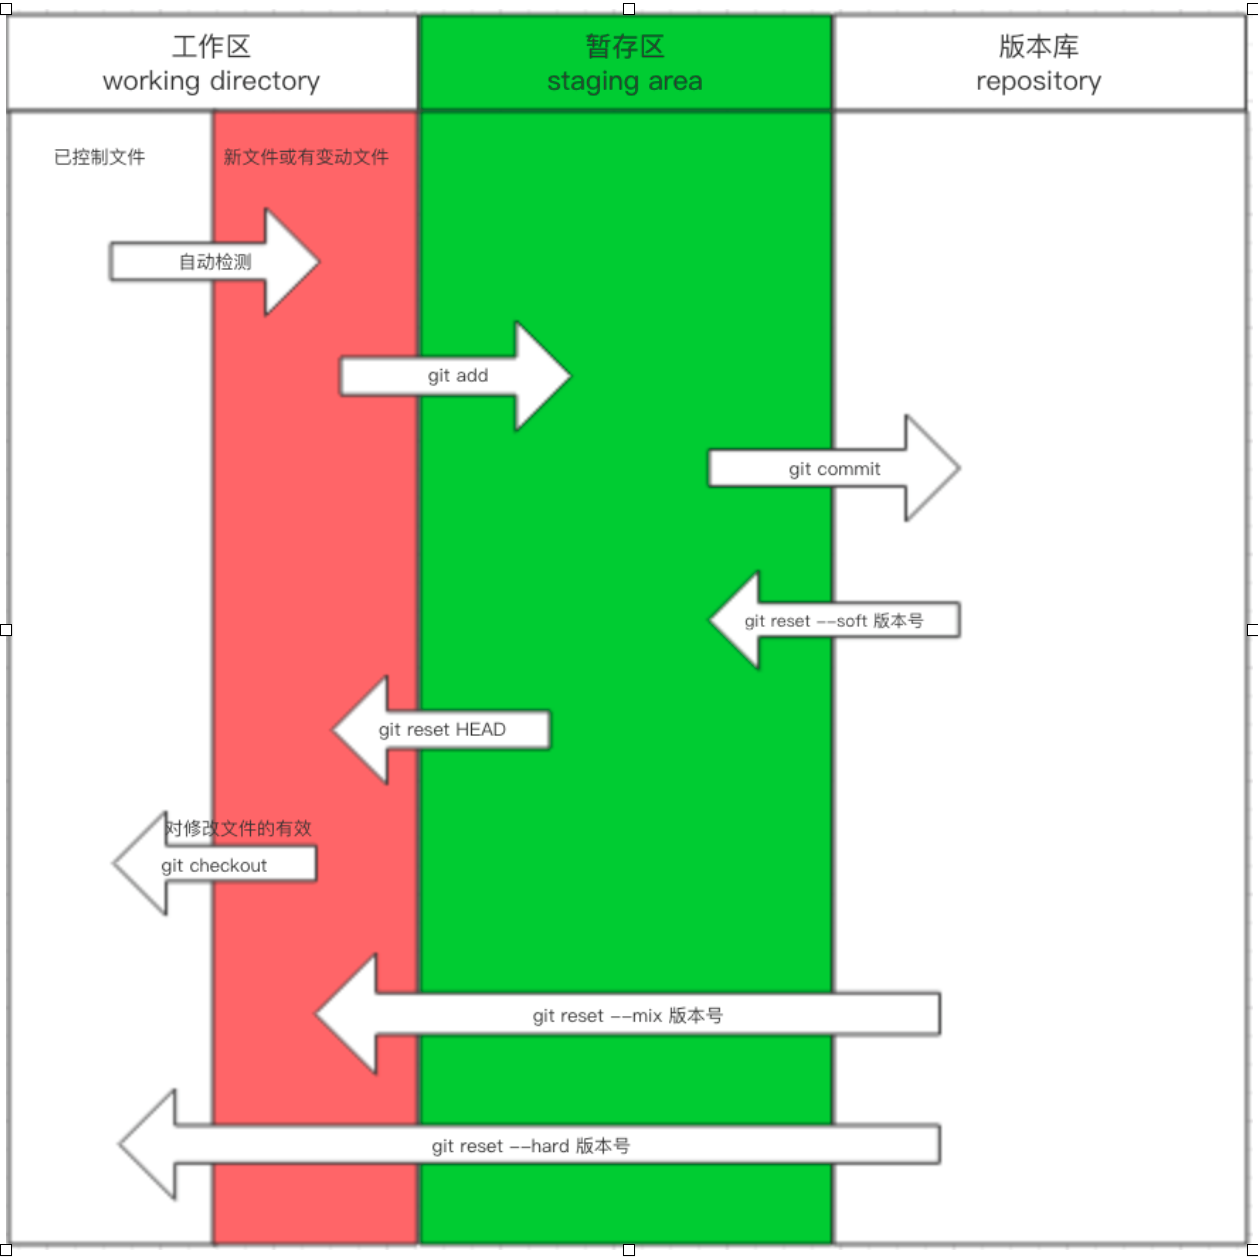 工作区
working directory
暂存区
staging area
版本库
repository
已控制文件
新文件或有变动文件
自动检测
git add
git commit
git reset --soft 版本号
git reset HEAD
对修改文件的有效
git checkout
git reset --mix 版本号
git reset --hard 版本号